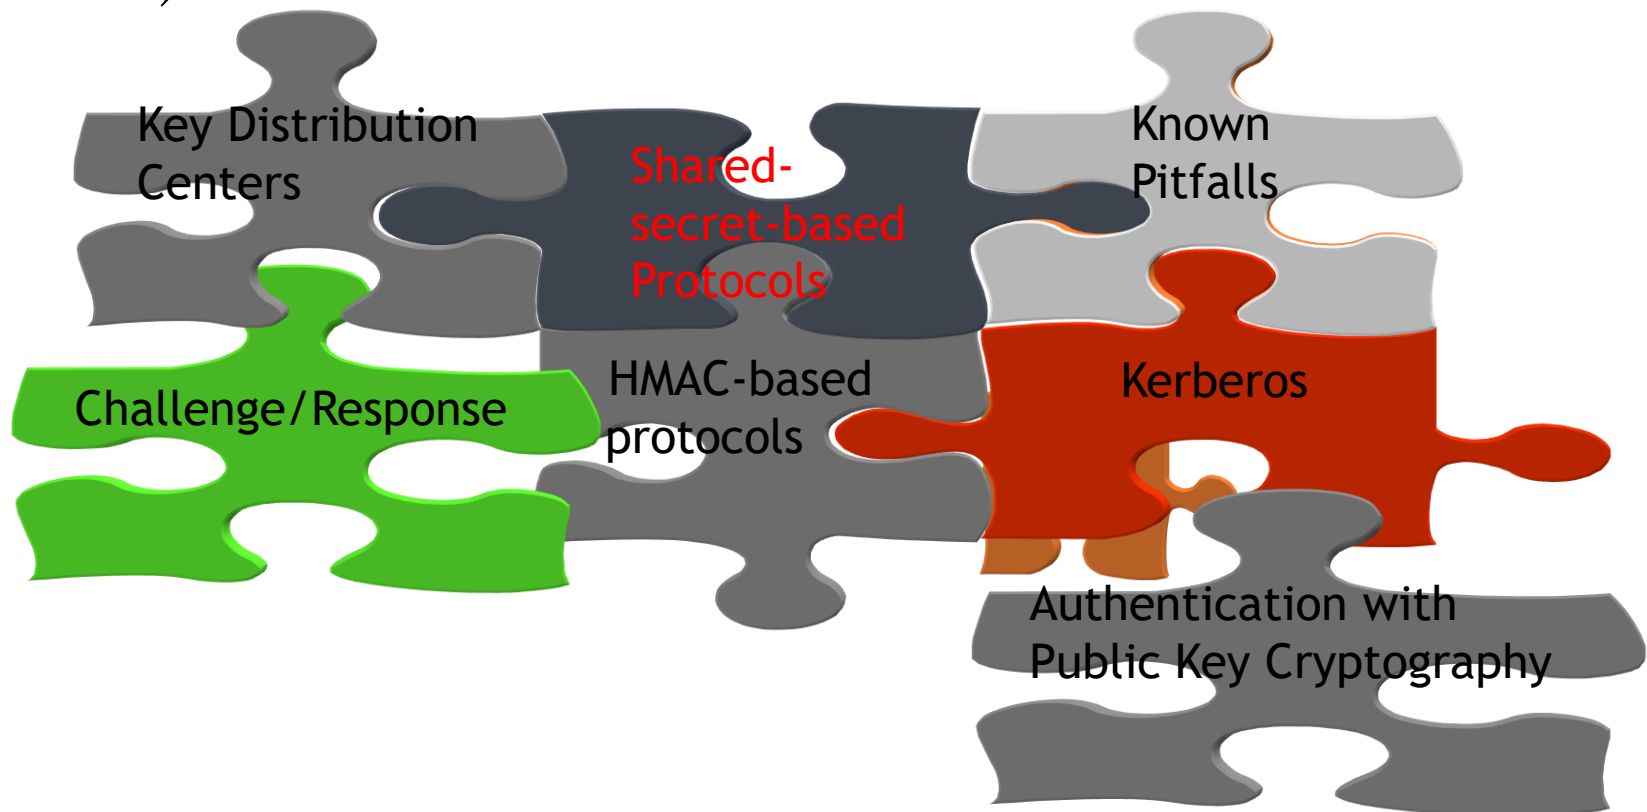 Key Distribution
Centers
Shared-
secret-based
Protocols
Known
Pitfalls
Challenge/Response
HMAC-based
protocols
Kerberos
Authentication with
Public Key Cryptography